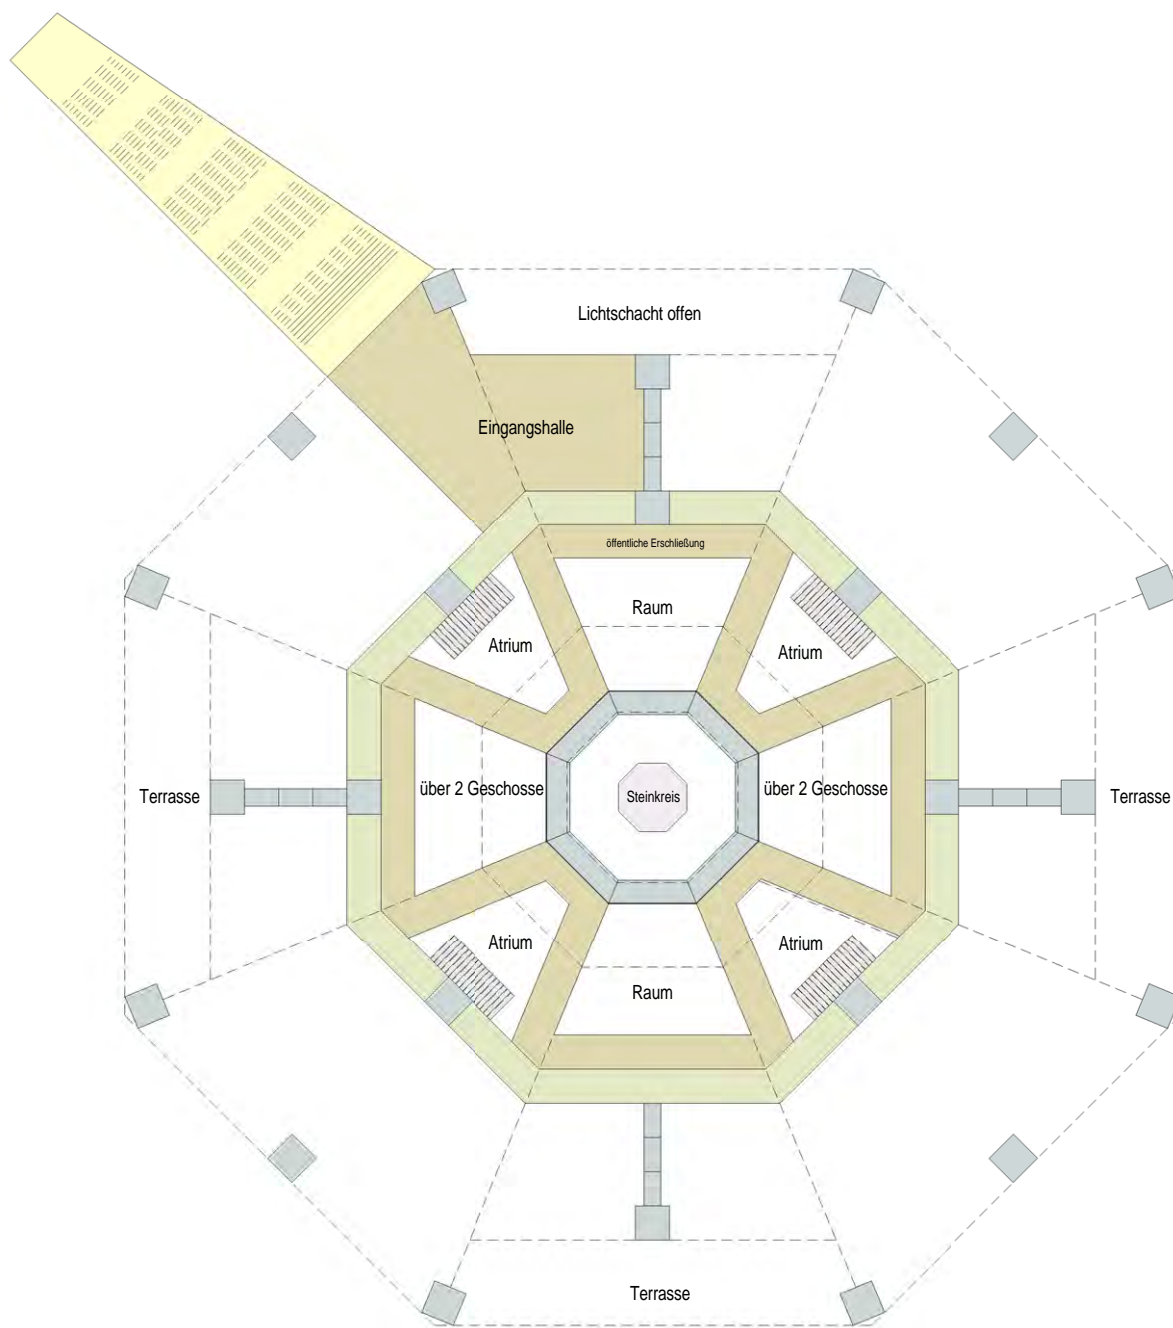 Lichtschacht offen
Eingangshalle
öffentliche Erschließung
Raum
Atrium
Atrium
über 2 Geschosse
Steinkreis
über 2 Geschosse
Terrasse
Terrasse
Atrium
Atrium
Raum
Terrasse